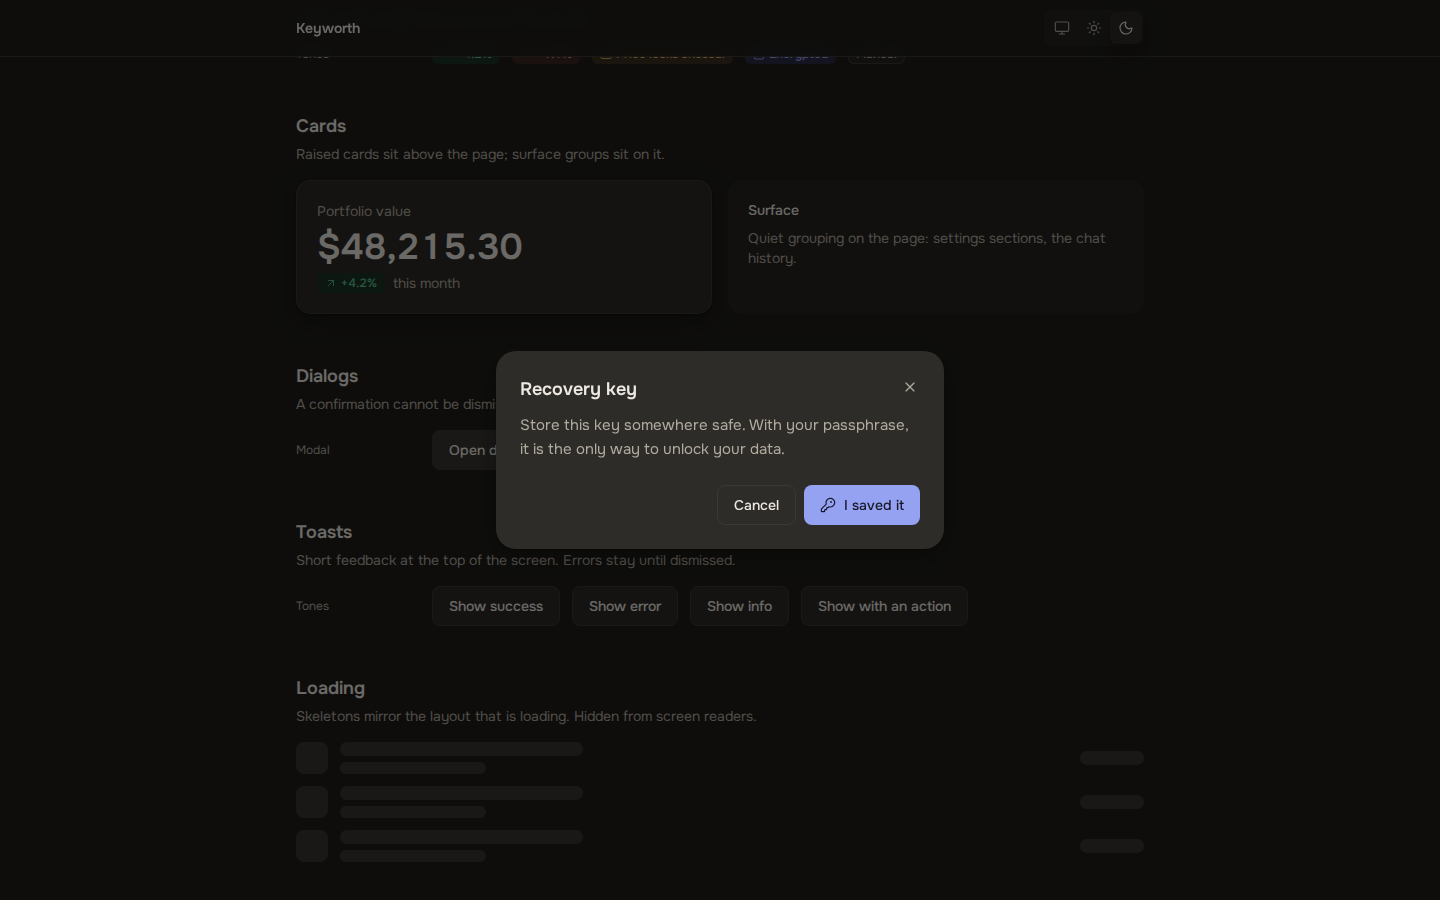 Keyworth
Cards
Raised cards sit above the page; surface groups sit on it.
Portfolio value
$48,215.30
+4.2%
this month
Surface
Quiet grouping on the page: settings sections, the chat
history.
Dialogs
A confirmation cannot be
Modal
Open
Recovery key
Store this key somewhere safe. With your passphrase,
it is the only way to unlock your data.
Cancel
I saved it
Toasts
Short feedback at the top of the screen. Errors stay until dismissed.
Tones
Show success
Show error
Show info
Show with an action
Loading
Skeletons mirror the layout that is loading. Hidden from screen readers.